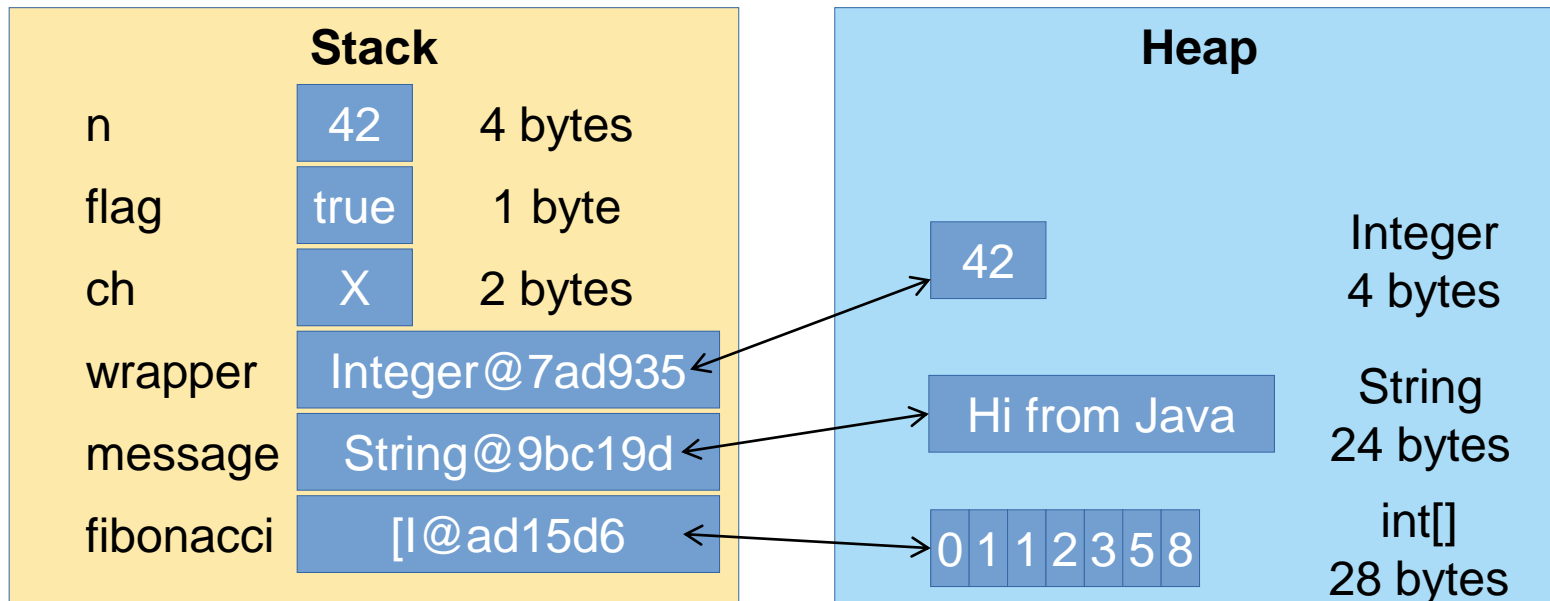 Stack
n 42 4 bytes
flag true 1 byte
ch X 2 bytes
wrapper Integer@7ad935
message String@9bc19d
fibonacci [I@ad15d6
Heap
42
Integer
4 bytes
Hi from Java
String
24 bytes
0 1 1 2 3 5 8
int[]
28 bytes